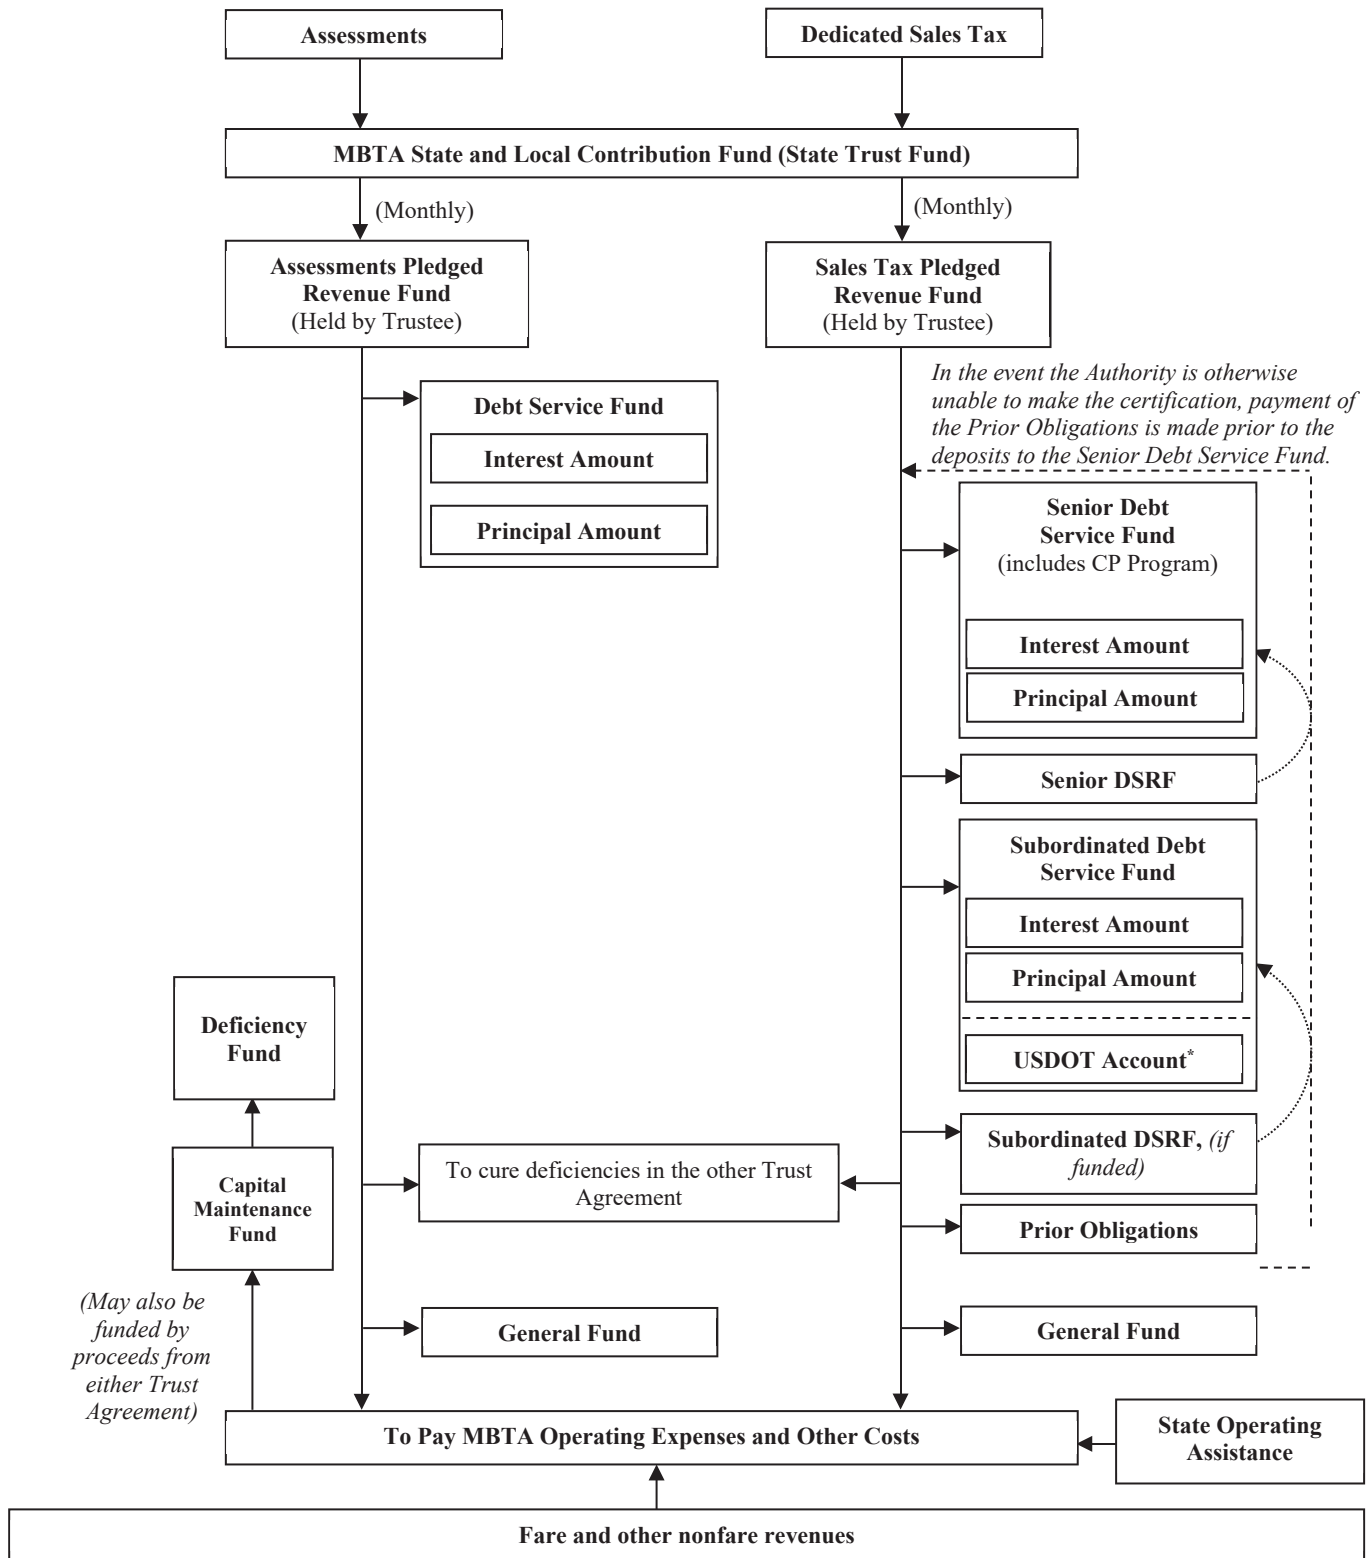 Assessments
Dedicated Sales Tax
MBTA State and Local Contribution Fund (State Trust Fund)
(Monthly)
(Monthly)
Assessments Pledged
Revenue Fund
(Held by Trustee)
Sales Tax Pledged
Revenue Fund
(Held by Trustee)
In the event the Authority is otherwise
unable to make the certification, payment of
the Prior Obligations is made prior to the
deposits to the Senior Debt Service Fund.
Debt Service Fund
Interest Amount
Principal Amount
Senior Debt
Service Fund
(includes CP Program)
Interest Amount
Principal Amount
Senior DSRF
Subordinated Debt
Service Fund
Interest Amount
Principal Amount
USDOT Account*
Deficiency
Fund
Capital
Maintenance
Fund
To cure deficiencies in the other Trust
Agreement
Subordinated DSRF, (if
funded)
Prior Obligations
(May also be
funded by
proceeds from
either Trust
Agreement)
General Fund
General Fund
To Pay MBTA Operating Expenses and Other Costs
State Operating
Assistance
Fare and other nonfare revenues